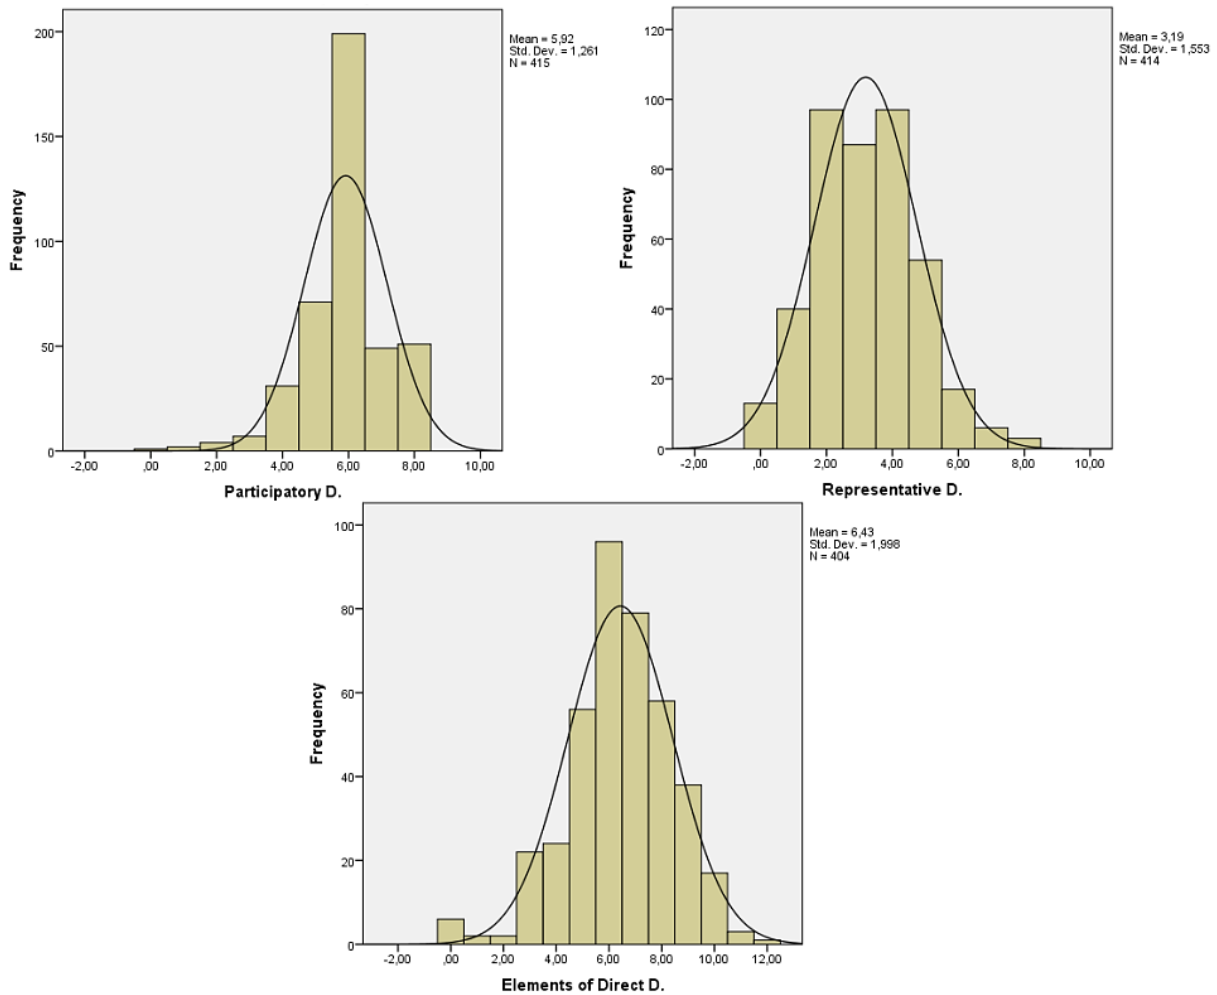 200
150
100
50
0
Frequency
-2,00 ,00 2,00 4,00 6,00 8,00 10,00
Participatory D.
Mean = 5,92
Std. Dev. = 1,261
N = 415
120
100
80
60
40
20
0
Frequency
-2,00 ,00 2,00 4,00 6,00 8,00 10,00
Representative D.
Mean = 3,19
Std. Dev. = 1,553
N = 414
100
80
60
40
20
0
Frequency
-2,00 ,00 2,00 4,00 6,00 8,00 10,00 12,00
Elements of Direct D.
Mean = 6,43
Std. Dev. = 1,998
N = 404